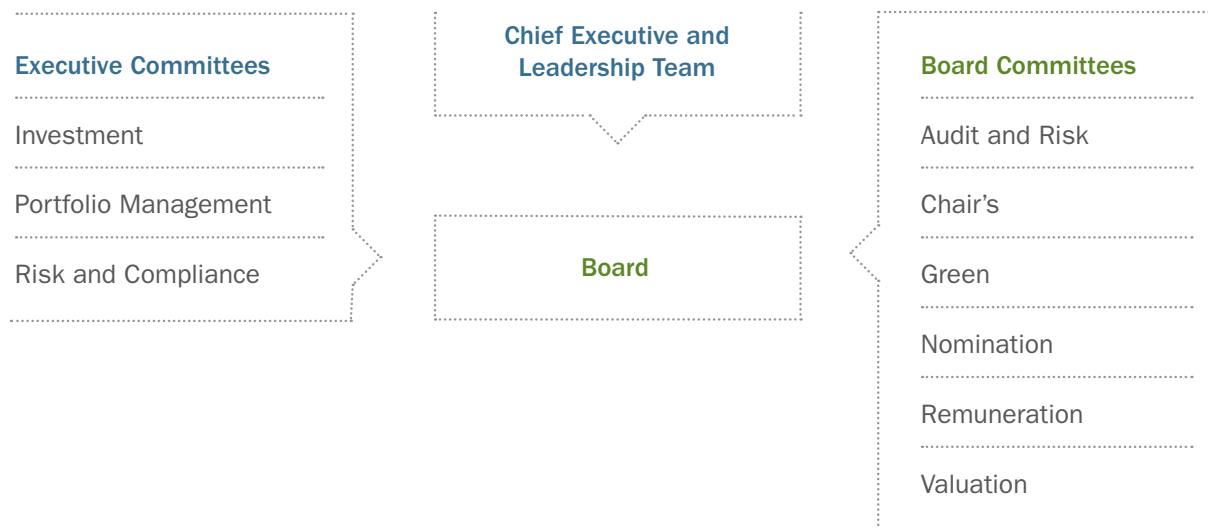 Executive Committees
Investment
Portfolio Management
Risk and Compliance
Chief Executive and
Leadership Team
Board
Board Committees
Audit and Risk
Chair’s
Green
Nomination
Remuneration
Valuation